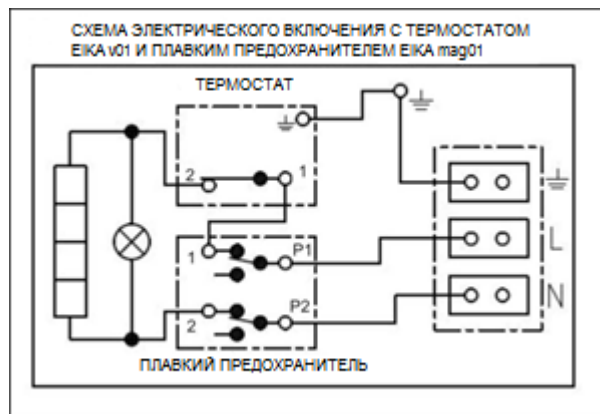 СХЕМА ЭЛЕКТРИЧЕСКОГО ВКЛЮЧЕНИЯ С ТЕРМОСТАТОМ
EIKA v01 И ПЛАВКИМ ПРЕДОХРАНИТЕЛЕМ EIKA mag01
ТЕРМОСТАТ
2
1
1
P1
L
2
P2
N
ПЛАВКИЙ ПРЕДОХРАНИТЕЛЬ